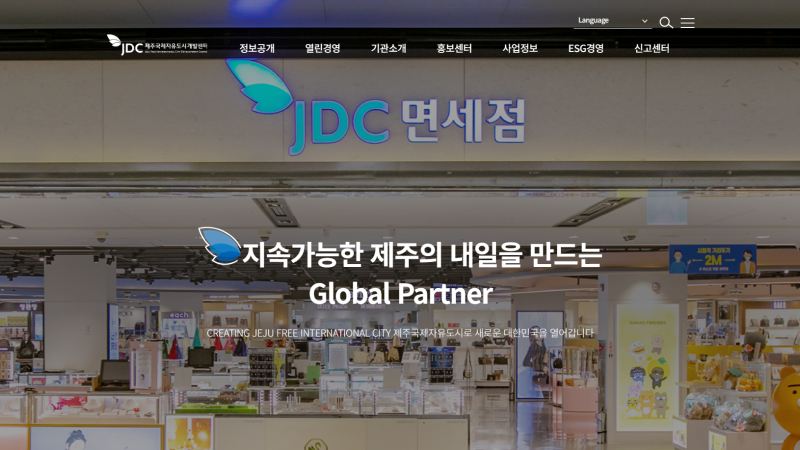 Language
JDC 제주국제자유도시개발센터
정보공개 열린경영 기관소개 홍보센터 사업정보 ESG경영 신고센터
JDC 면세점
지속가능한 제주의 내일을 만드는
Global Partner
CREATING JEJU FREE INTERNATIONAL CITY 제주국제자유도시로 새로운 대한민국을 열어갑니다
each
2M